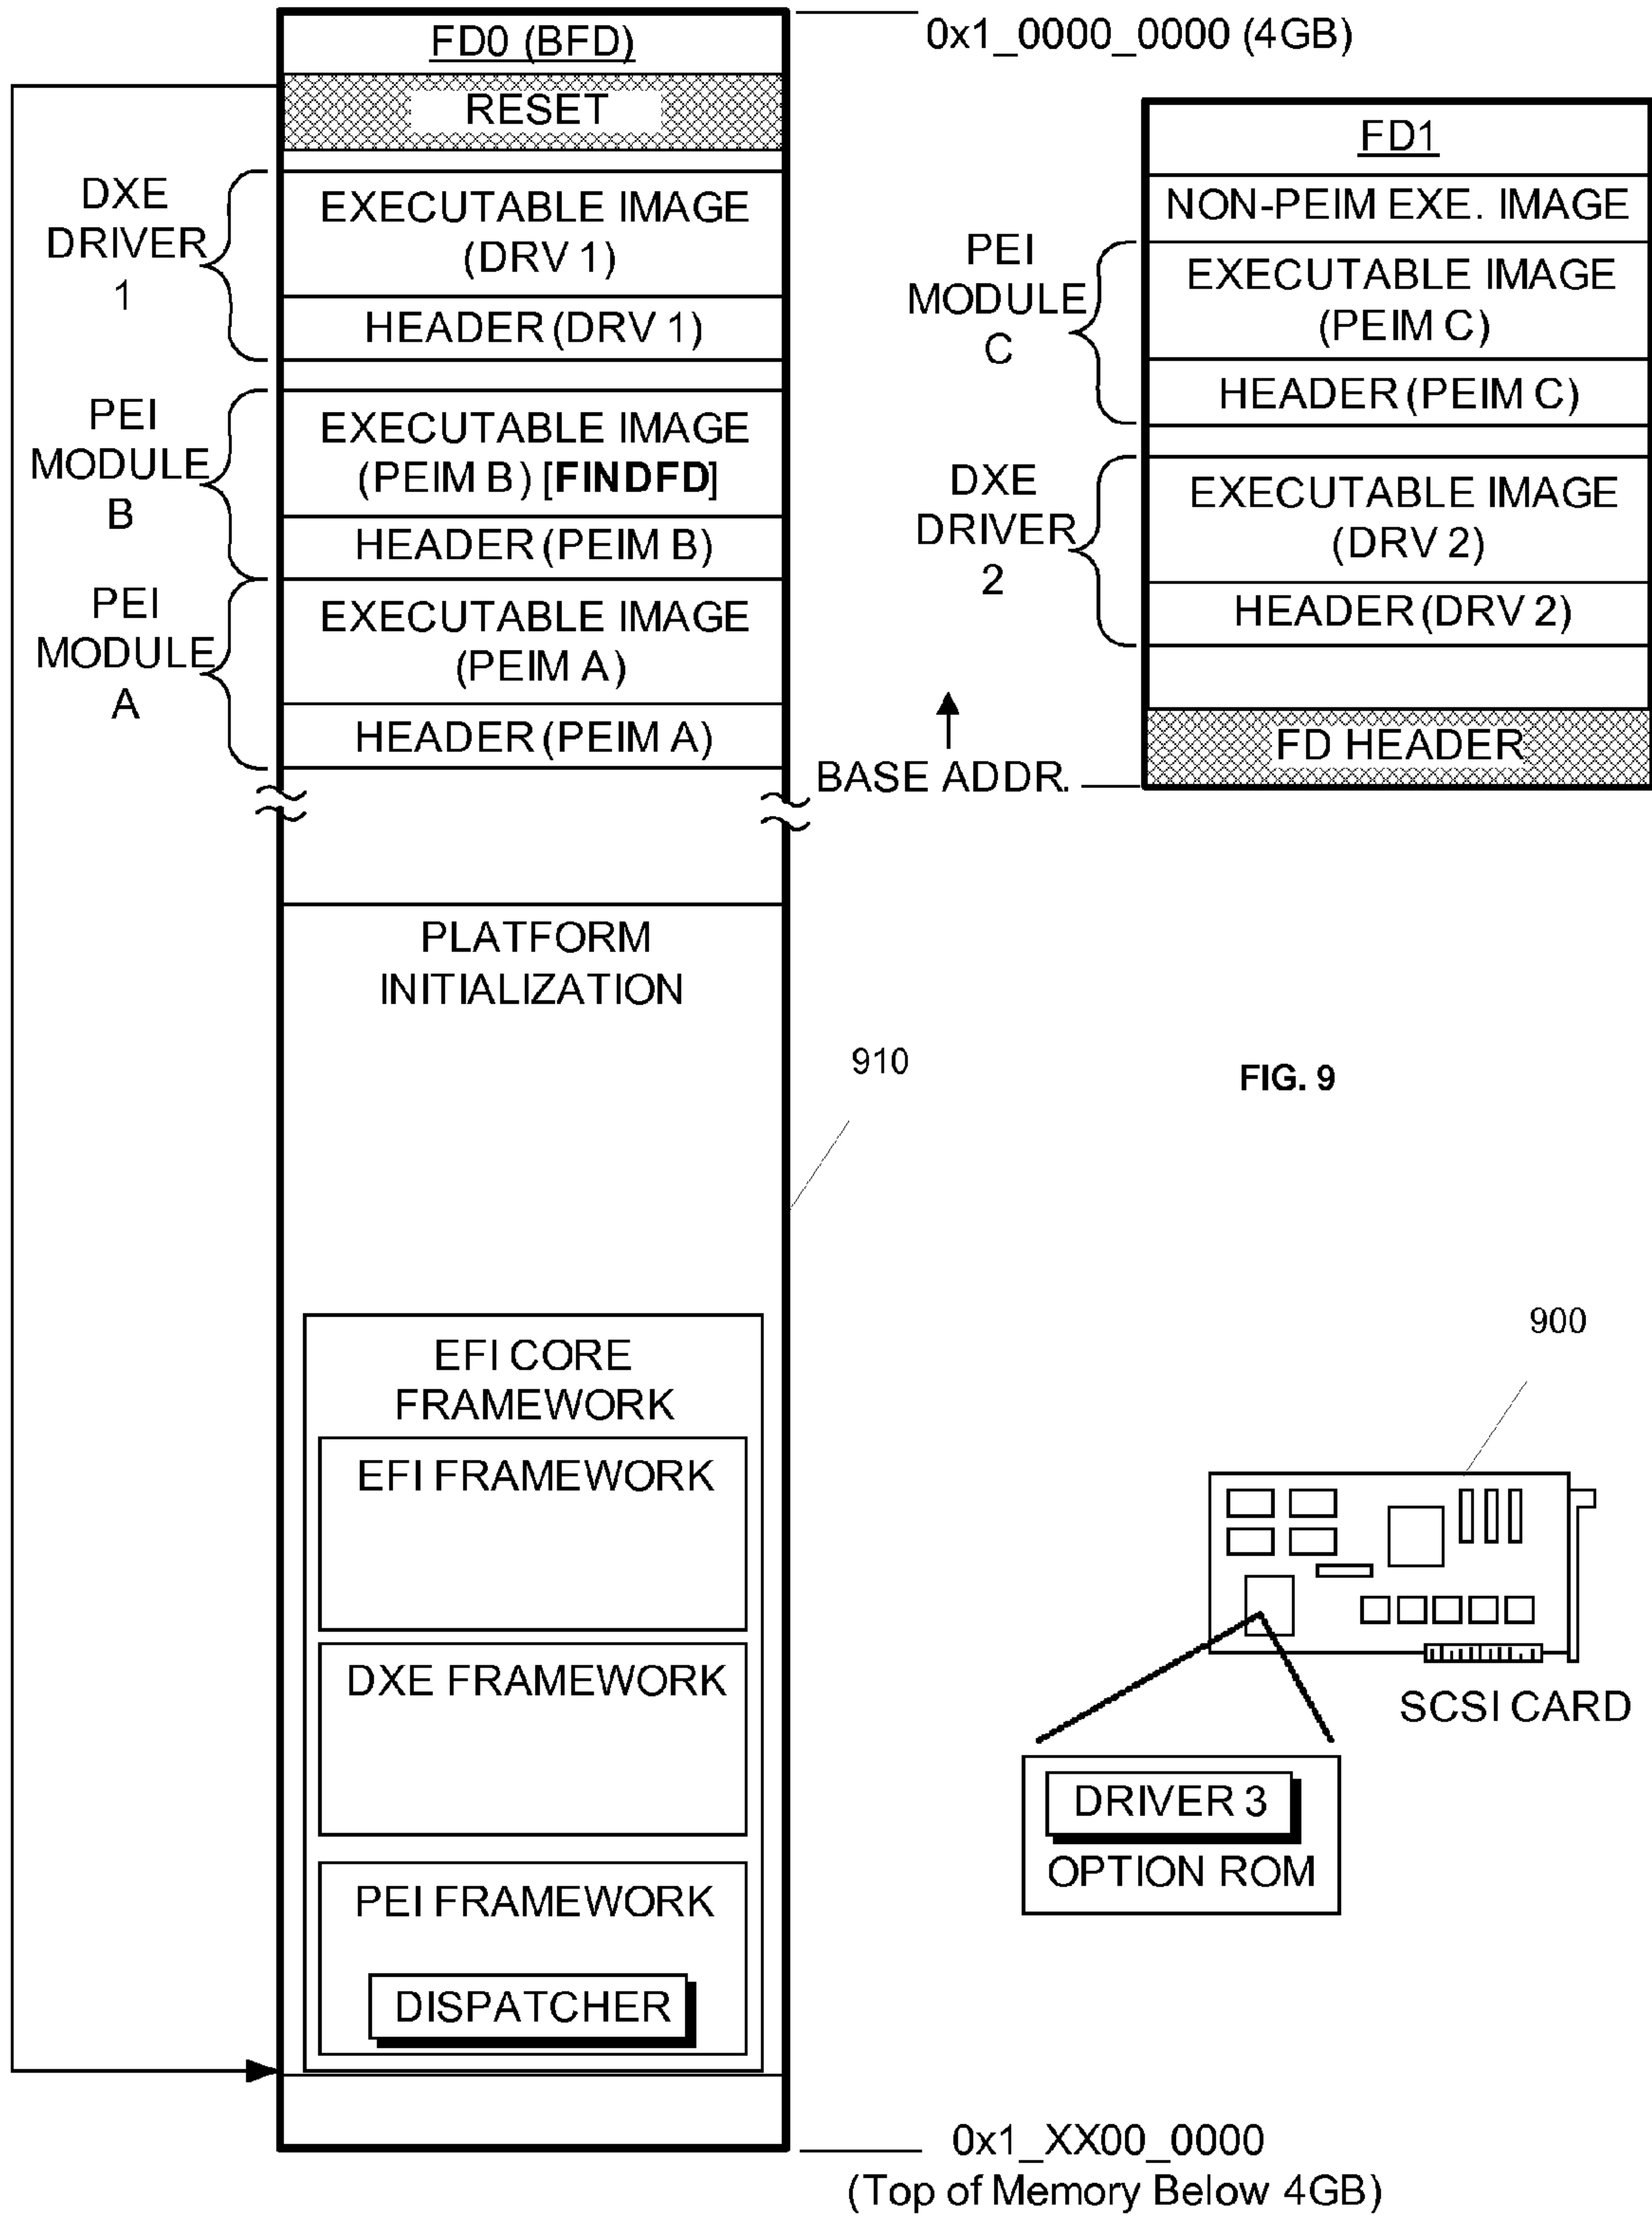 FD0 (BFD)
0x1_0000_0000 (4GB)
RESET
DXE
DRIVER
1
EXECUTABLE IMAGE
(DRV 1)
HEADER (DRV 1)
PEI
MODULE
B
EXECUTABLE IMAGE
(PEIM B) [FINDFD]
HEADER (PEIM B)
PEI
MODULE
A
EXECUTABLE IMAGE
(PEIM A)
HEADER (PEIM A)
FD1
NON-PEIM EXE. IMAGE
PEI
MODULE
C
EXECUTABLE IMAGE
(PEIM C)
HEADER (PEIM C)
DXE
DRIVER
2
EXECUTABLE IMAGE
(DRV 2)
HEADER (DRV 2)
FD HEADER
BASE ADDR.
PLATFORM
INITIALIZATION
910
FIG. 9
EFI CORE
FRAMEWORK
EFI FRAMEWORK
DXE FRAMEWORK
PEI FRAMEWORK
DISPATCHER
900
SCSI CARD
DRIVER 3
OPTION ROM
0x1_XX00_0000
(Top of Memory Below 4GB)